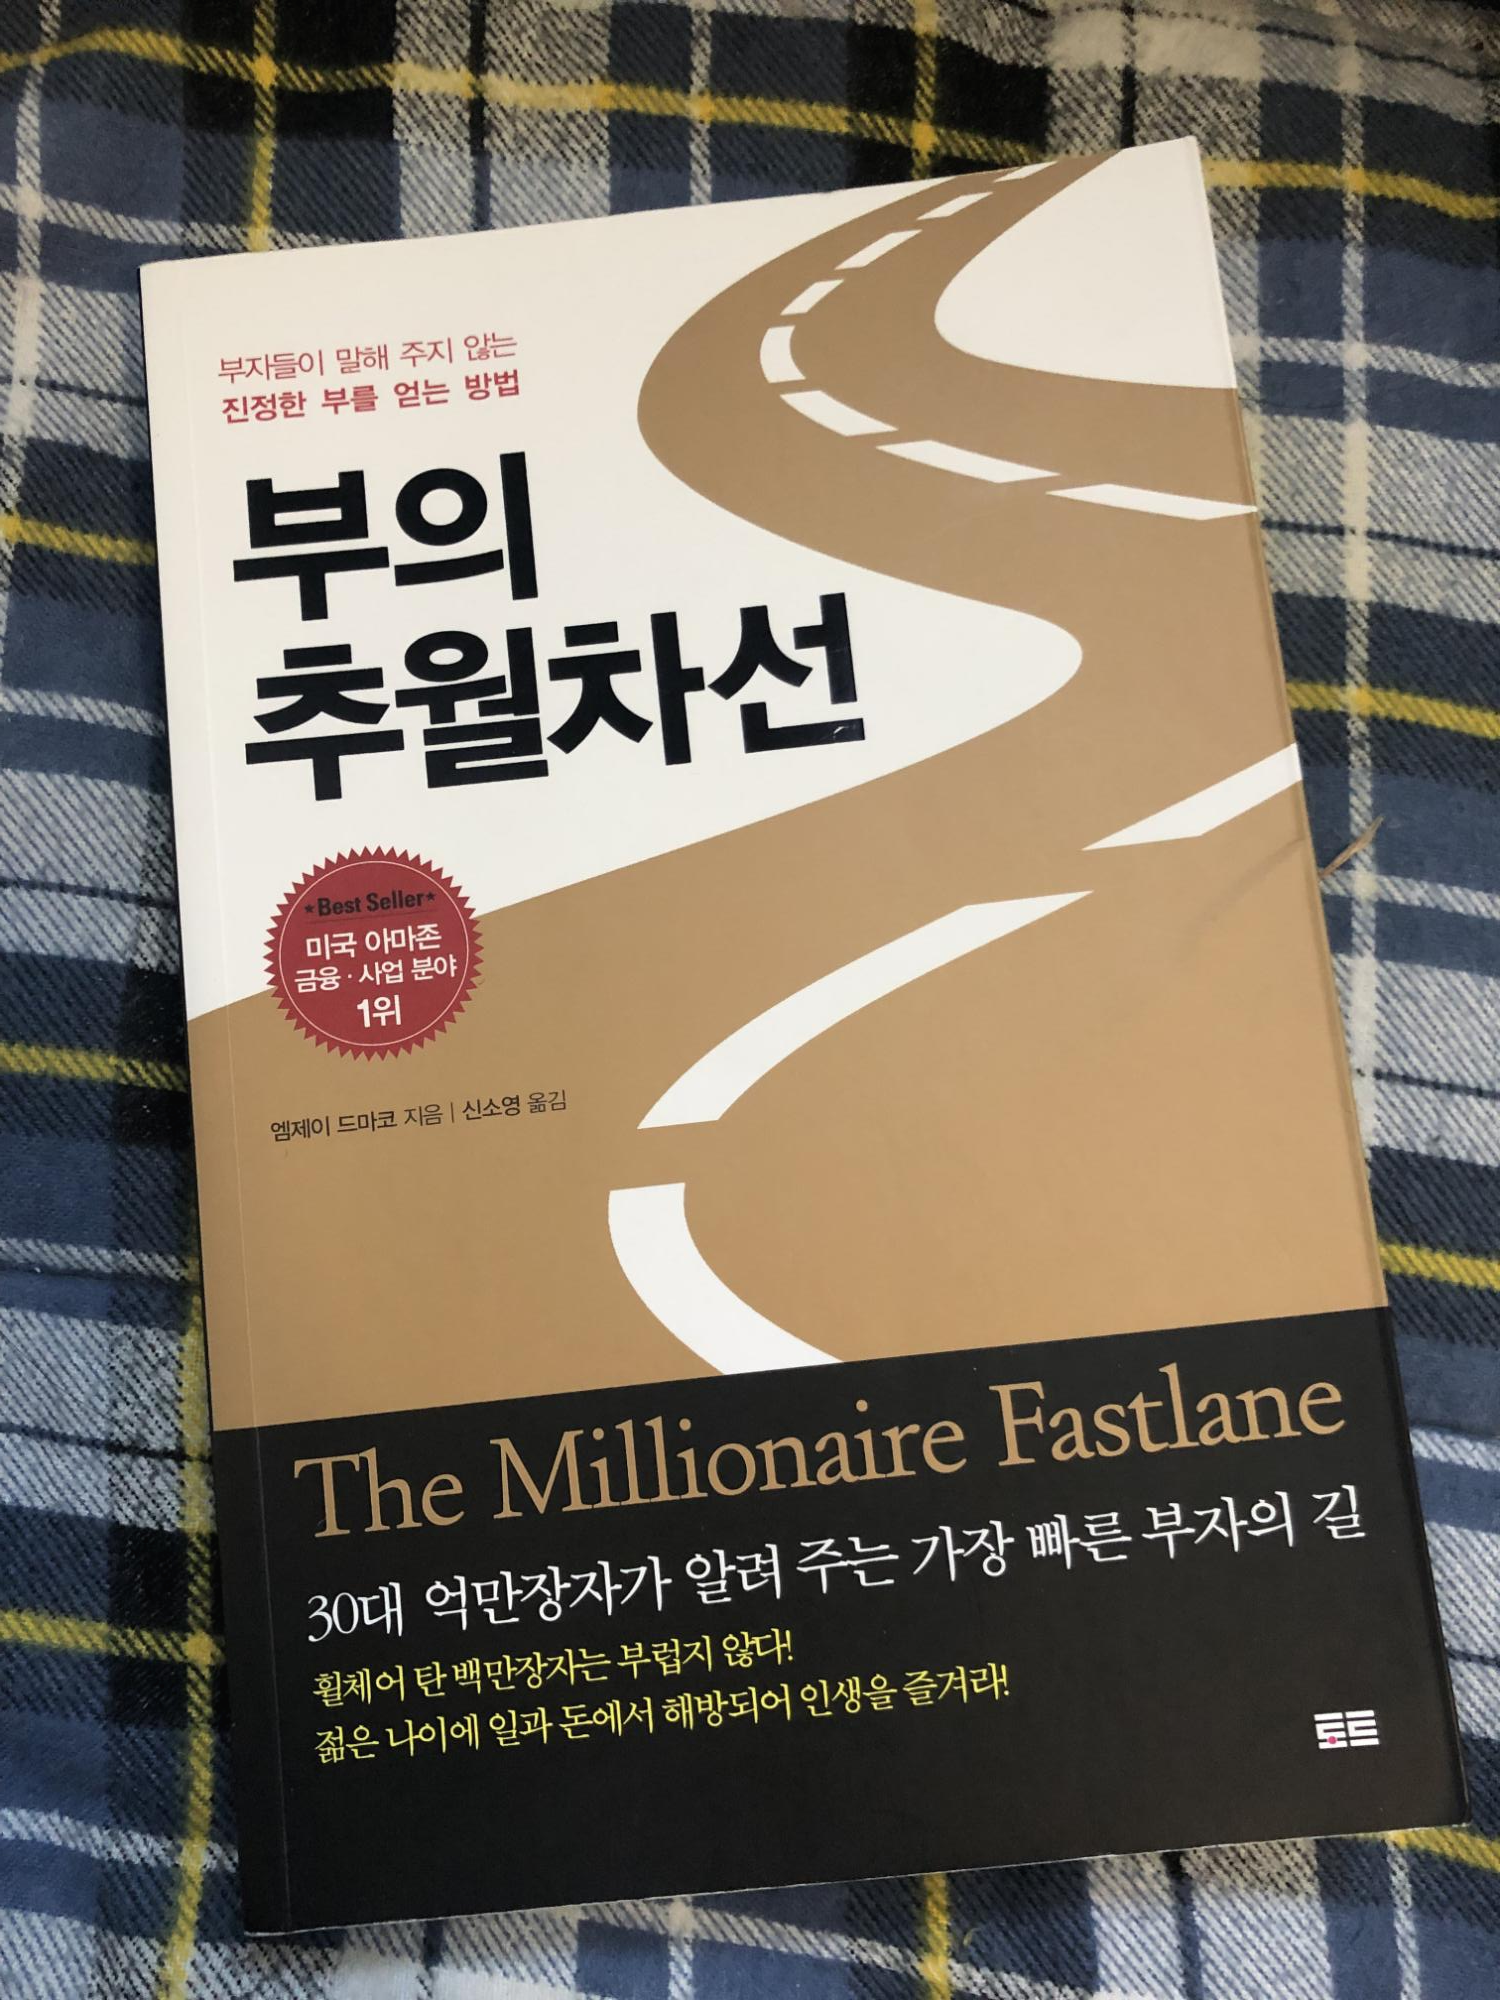 부자들이 말해 주지 않는
진정한 부를 얻는 방법
부의
추월차선
★Best Seller★
미국 아마존
금융·사업 분야
1위
엠제이 드마코 지음 | 신소영 옮김
The Millionaire Fastlane
30대 억만장자가 알려 주는 가장 빠른 부자의 길
휠체어 탄 백만장자는 부럽지 않다!
젊은 나이에 일과 돈에서 해방되어 인생을 즐겨라!
토트